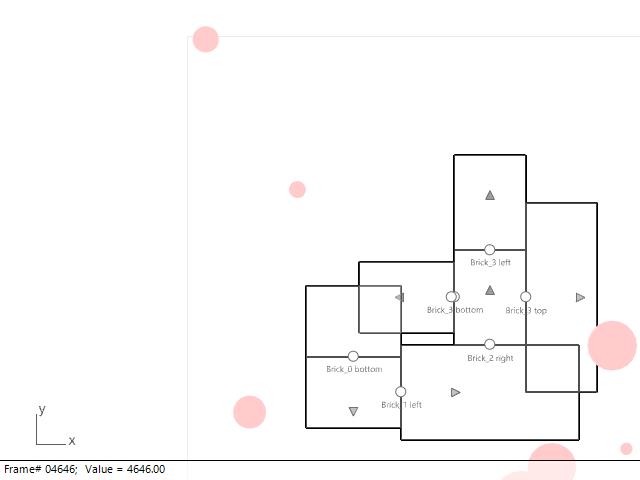 Brick_3 left
Brick_3 bottom
Brick_3 top
Brick_2 right
Brick_0 bottom
Brick_1 left
y
x
Frame# 04646; Value = 4646.00